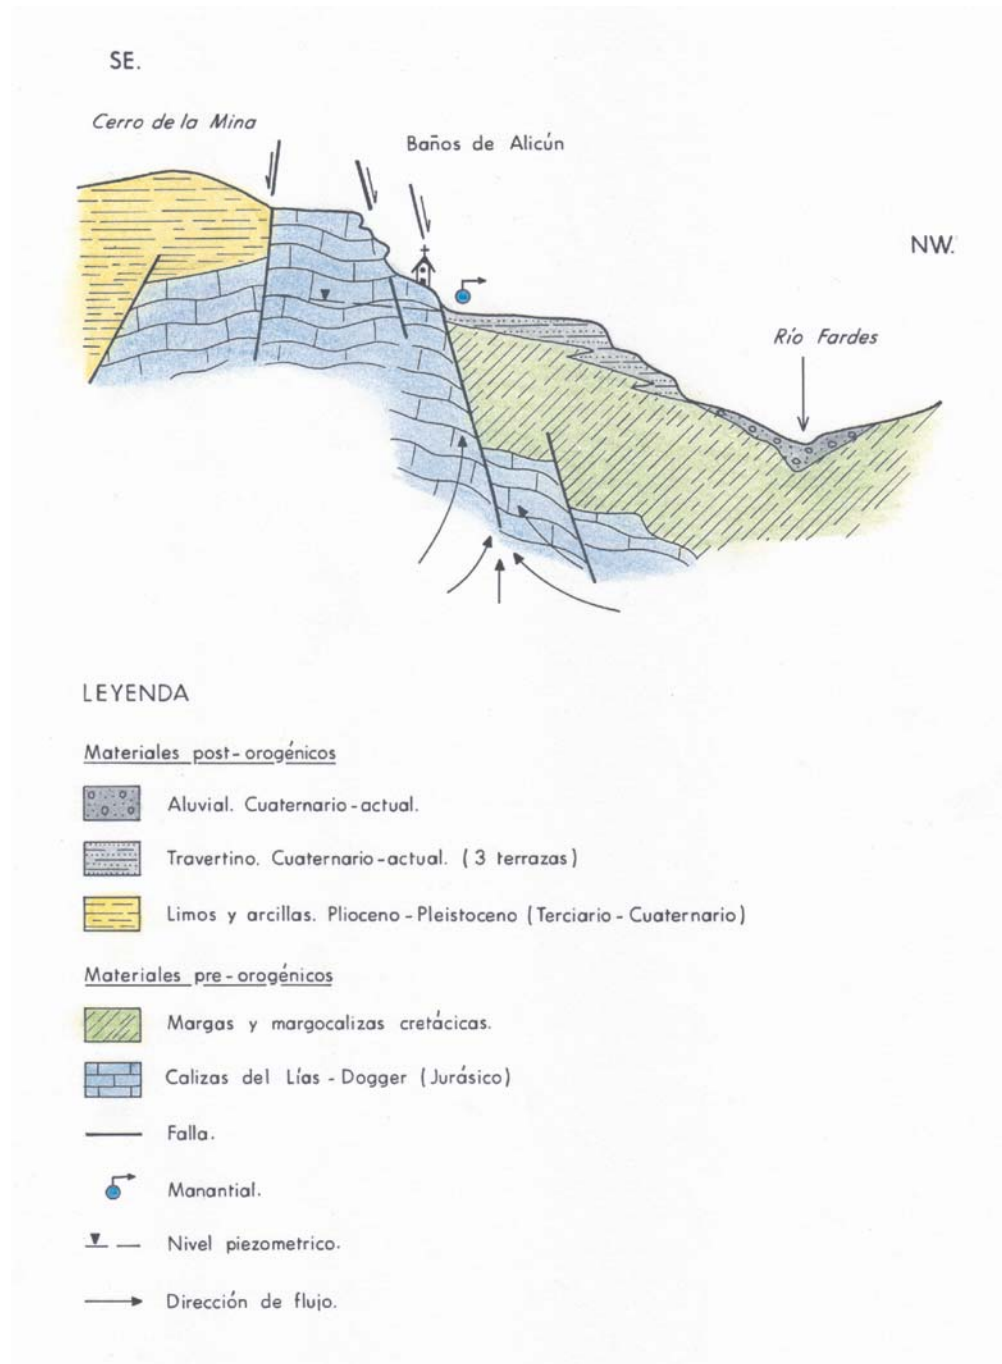 SE.
Cerro de la Mina
Baños de Alicún
NW.
Río Fardes
LEYENDA
Materiales post-orogénicos
Aluvial. Cuaternario-actual.
Travertino. Cuaternario-actual. (3 terrazas)
Limos y arcillas. Plioceno-Pleistoceno (Terciario-Cuaternario)
Materiales pre-orogénicos
Margas y margocalizas cretácicas.
Calizas del Lías-Dogger (Jurásico)
Falla.
Manantial.
Nivel piezometrico.
Dirección de flujo.